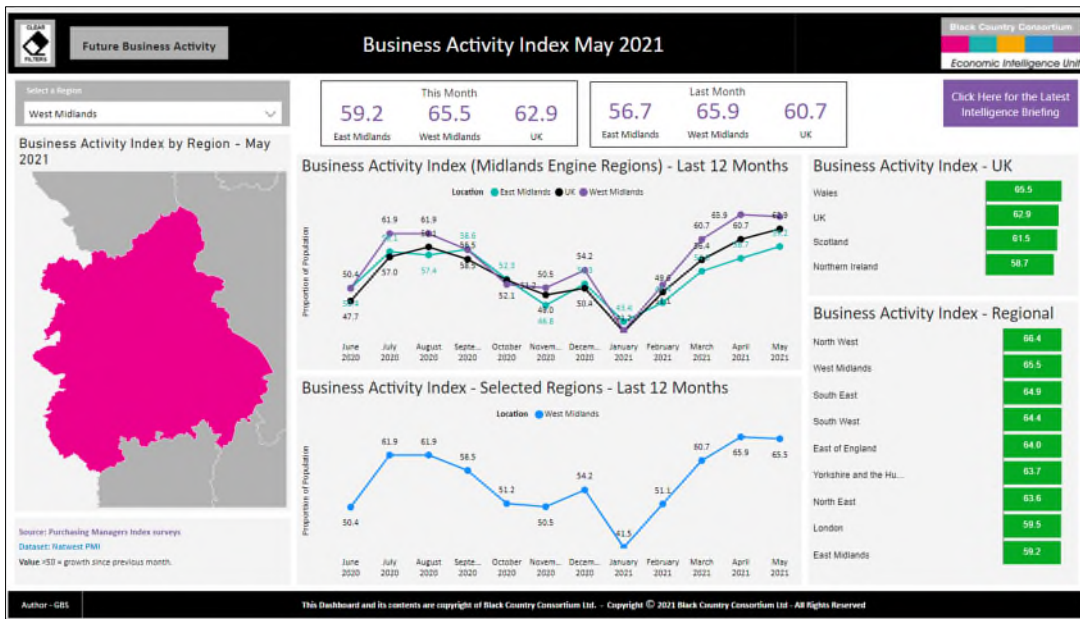 CLEAR
FILTERS
Future Business Activity
Business Activity Index May 2021
Black Country Consortium
Economic Intelligence Unit
Select a Region
West Midlands
This Month
59.2 65.5 62.9
East Midlands West Midlands UK
Last Month
56.7 65.9 60.7
East Midlands West Midlands UK
Click Here for the Latest
Intelligence Briefing
Business Activity Index by Region - May
2021
Source: Purchasing Managers Index surveys
Dataset: Natwest PMI
Value >50 = growth since previous month.
Business Activity Index (Midlands Engine Regions) - Last 12 Months
Location East Midlands UK West Midlands
Proportion of Population
61.9 61.9 60.7 65.9
58.6
50.4 57.0 57.4 58.5 52.3 50.5 54.2 43.4 56.4 60.7
47.7 52.1 46.8 50.4
June July August Septe... October Novem... Decem... January February March April May
2020 2020 2020 2020 2020 2020 2020 2021 2021 2021 2021 2021
Business Activity Index - Selected Regions - Last 12 Months
Location West Midlands
Proportion of Population
50.4 61.9 61.9 58.5 51.2 50.5 54.2 41.5 51.1 60.7 65.9 65.5
June July August Septe... October Novem... Decem... January February March April May
2020 2020 2020 2020 2020 2020 2020 2021 2021 2021 2021 2021
Business Activity Index - UK
Wales 65.5
UK 62.9
Scotland 61.5
Northern Ireland 58.7
Business Activity Index - Regional
North West 66.4
West Midlands 65.5
South East 64.9
South West 64.4
East of England 64.0
Yorkshire and the Hu... 63.7
North East 63.6
London 59.5
East Midlands 59.2
Author - GBS
This Dashboard and its contents are copyright of Black Country Consortium Ltd. - Copyright © 2021 Black Country Consortium Ltd - All Rights Reserved